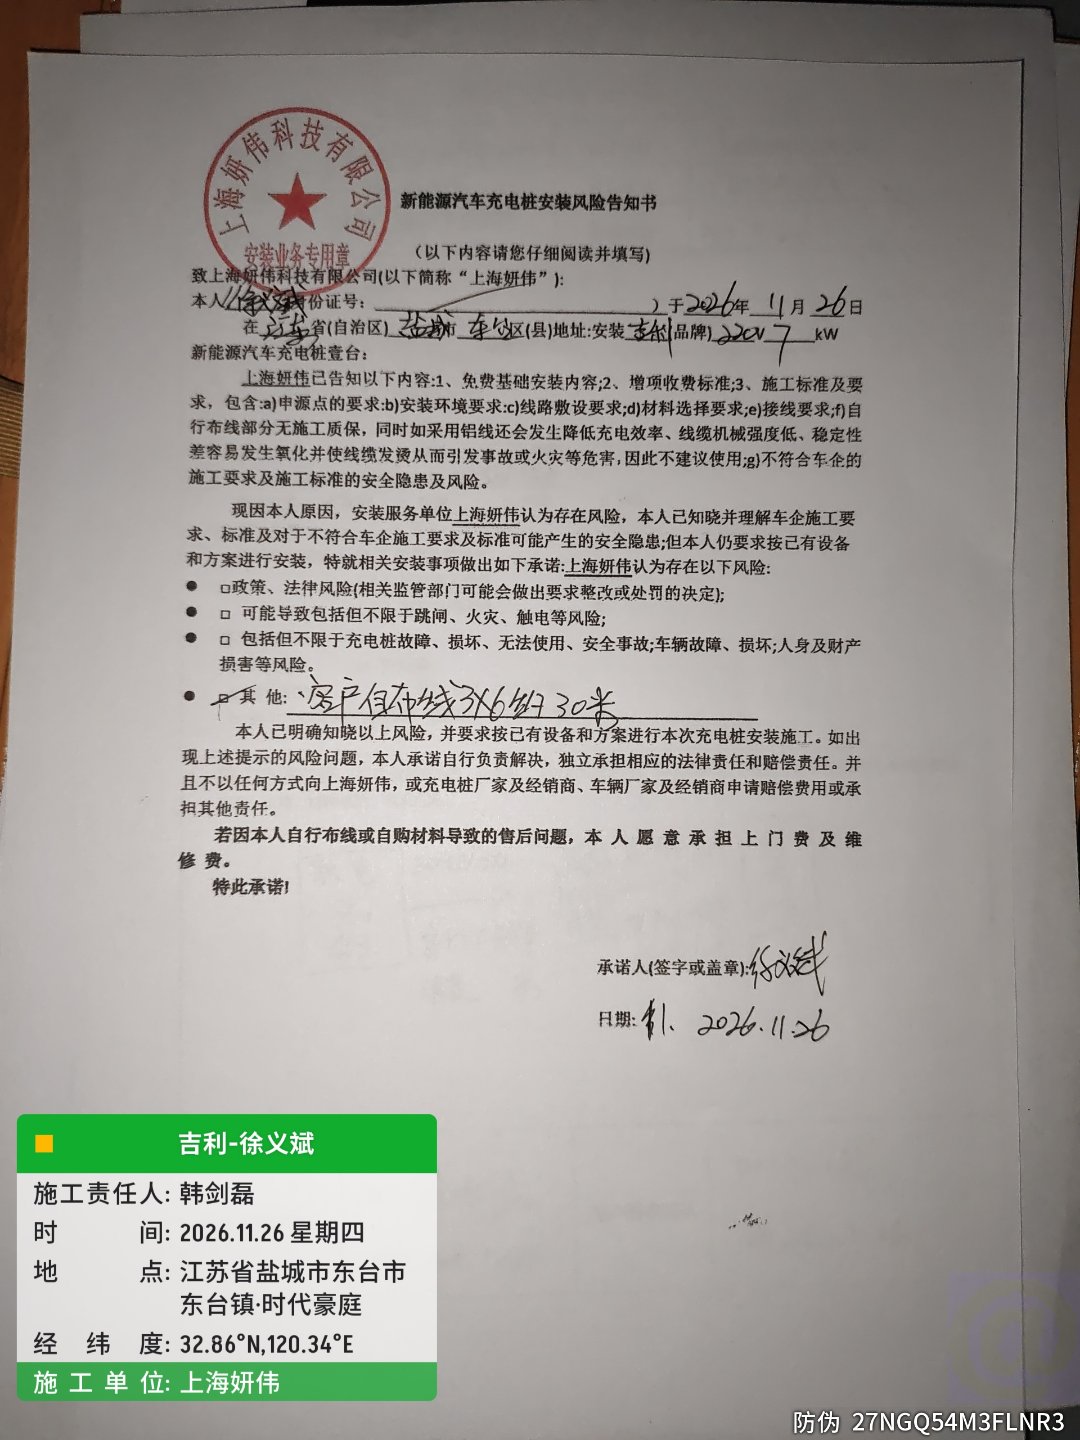 上海妍伟科技有限公司
安装业务专用章
新能源汽车充电桩安装风险告知书
（以下内容请您仔细阅读并填写)
致上海妍伟科技有限公司(以下简称“上海妍伟”):
本人(徐义斌 身份证号: ) 于2026年 11月 26日
在 江苏 省(自治区) 盐城市 东台区(县)地址:安装 吉利 品牌) 220V 7 kW
新能源汽车充电桩壹台:
上海妍伟已告知以下内容:1、免费基础安装内容;2、增项收费标准;3、施工标准及要
求，包含:a)申源点的要求:b)安装环境要求:c)线路敷设要求;d)材料选择要求;e)接线要求;f)自
行布线部分无施工质保，同时如采用铝线还会发生降低充电效率、线缆机械强度低、稳定性
差容易发生氧化并使线缆发烫从而引发事故或火灾等危害,因此不建议使用;g)不符合车企的
施工要求及施工标准的安全隐患及风险。
现因本人原因，安装服务单位上海妍伟认为存在风险，本人已知晓并理解车企施工要
求、标准及对于不符合车企施工要求及标准可能产生的安全隐患;但本人仍要求按已有设备
和方案进行安装，特就相关安装事项做出如下承诺:上海妍伟认为存在以下风险:
● □政策、法律风险(相关监管部门可能会做出要求整改或处罚的决定);
● □ 可能导致包括但不限于跳闸、火灾、触电等风险;
● □ 包括但不限于充电桩故障、损坏、无法使用、安全事故;车辆故障、损坏;人身及财产
损害等风险。
● □ 其 他: 客户自布线3X6 30米
本人已明确知晓以上风险，并要求按已有设备和方案进行本次充电桩安装施工。如出
现上述提示的风险问题，本人承诺自行负责解决，独立承担相应的法律责任和赔偿责任。并
且不以任何方式向上海妍伟，或充电桩厂家及经销商、车辆厂家及经销商申请赔偿费用或承
担其他责任。
若因本人自行布线或自购材料导致的售后问题，本 人 愿 意 承 担 上 门 费 及 维
修 费。
特此承诺!
承诺人(签字或盖章):徐义斌
日期: 2026.11.26
吉利-徐义斌
施工责任人: 韩剑磊
时 间: 2026.11.26 星期四
地 点: 江苏省盐城市东台市
东台镇·时代豪庭
经 纬 度: 32.86°N,120.34°E
施 工 单 位: 上海妍伟
防伪 27NGQ54M3FLNR3